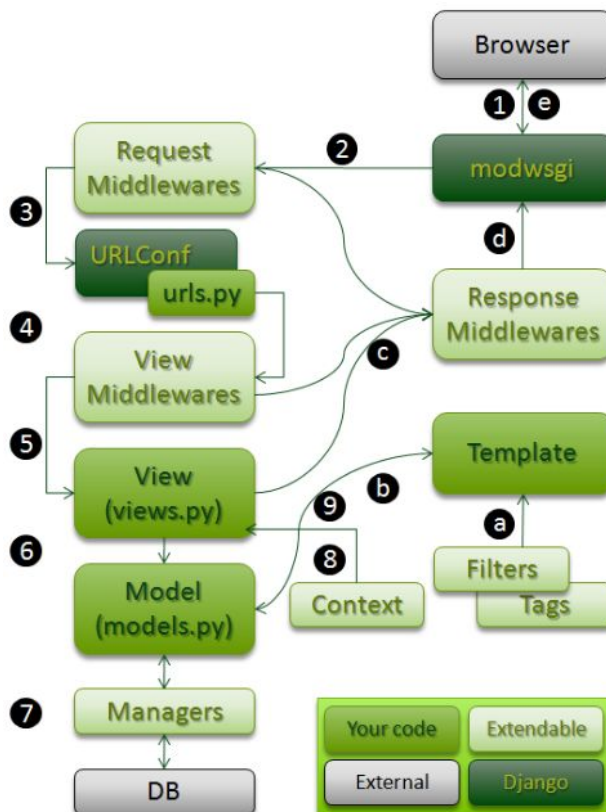 Browser
1
e
2
Request
Middlewares
modwsgi
3
d
URLConf
urls.py
Response
Middlewares
4
View
Middlewares
c
5
Template
View
(views.py)
b
9
a
6
8
Filters
Tags
Model
(models.py)
Context
7
Managers
Your code
Extendable
External
Django
DB